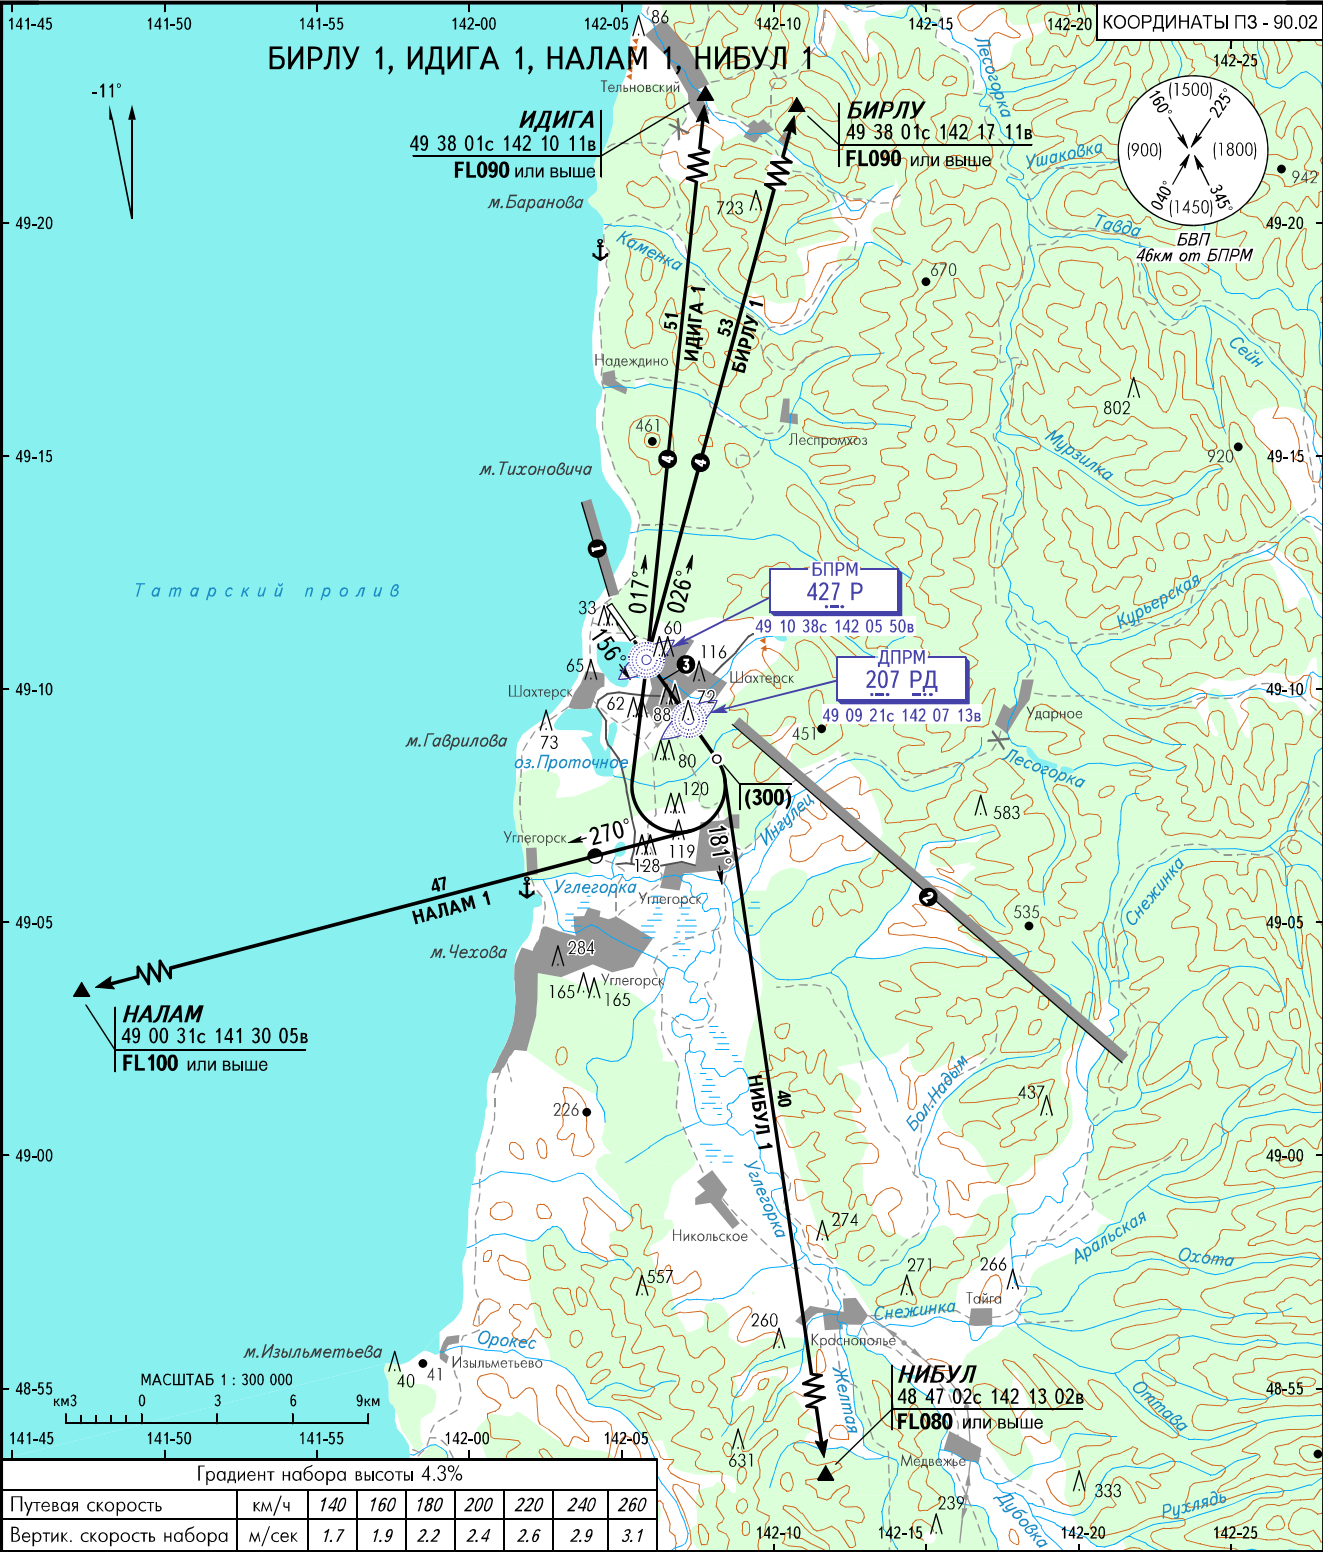 141-45
141-50
141-55
142-00
142-05
86
142-10
142-15
142-20
КООРДИНАТЫ ПЗ - 90.02
142-25
БИРЛУ 1, ИДИГА 1, НАЛАМ 1, НИБУЛ 1
-11°
Тельновский
Лесогорка
ИДИГА
49 38 01с 142 10 11в
FL090 или выше
БИРЛУ
49 38 01с 142 17 11в
FL090 или выше
(1500)
160°
225°
(900)
(1800)
040°
345°
(1450)
БВП
46км от БПРМ
Ушаковка
942
м.Баранова
723
49-20
49-20
Тавда
Каменка
670
Сейн
51
ИДИГА 1
53
БИРЛУ 1
Надеждино
802
461
Леспромхоз
Мурзилка
920
49-15
49-15
м.Тихоновича
4
4
1
Татарский пролив
017°
026°
БПРМ
427 Р
49 10 38с 142 05 50в
Курьерская
33
156°
60
3
116
65
Шахтерск
Шахтерск
ДПРМ
207 РД
49 09 21с 142 07 13в
49-10
49-10
62
88
72
73
м.Гаврилова
оз.Проточное
80
451
Ударное
Лесогорка
120
(300)
583
Ингулец
Углегорск
270°
128
119
181°
47
НАЛАМ 1
Углегорка
Углегорск
2
Снежинка
49-05
49-05
535
м.Чехова
284
Углегорск
165
165
НАЛАМ
49 00 31с 141 30 05в
FL100 или выше
40
НИБУЛ 1
Бол.Надым
437
226
49-00
49-00
Углегорка
Никольское
274
Аральская
Охота
557
271
266
Тайга
Снежинка
260
Краснополье
м.Изыльметьева
Орокес
Изыльметьево
40
41
МАСШТАБ 1 : 300 000
км3
0
3
6
9км
Желтая
НИБУЛ
48 47 02с 142 13 02в
FL080 или выше
48-55
48-55
Оттава
631
Медвежье
141-45
141-50
141-55
142-00
142-05
333
239
Дубовка
Рухлядь
142-10
142-15
142-20
142-25
Градиент набора высоты 4.3%
Путевая скорость км/ч 140 160 180 200 220 240 260
Вертик. скорость набора м/сек 1.7 1.9 2.2 2.4 2.6 2.9 3.1